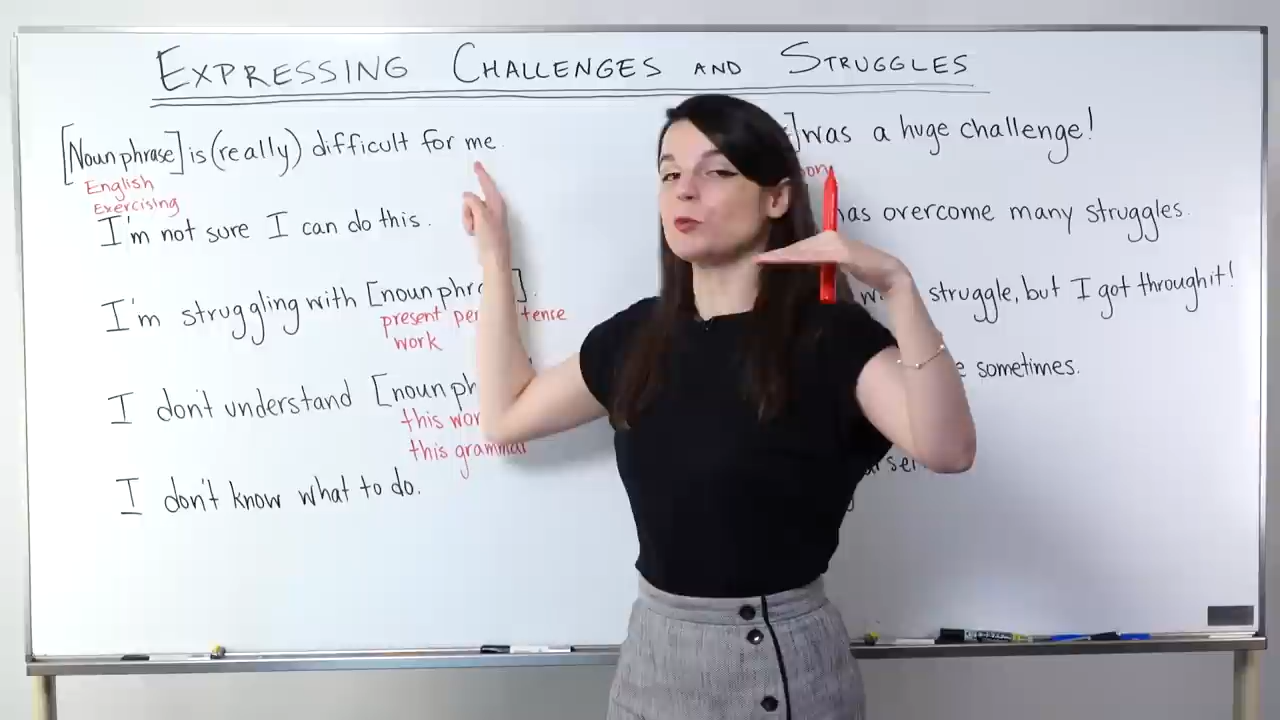 EXPRESSING CHALLENGES AND STRUGGLES
[Noun phrase] is (really) difficult for me.
English
Exercising
I'm not sure I can do this.
I'm struggling with [noun phr
present per tence
work
I dont understand [noun ph
this wor
this grammar
I don't know what to do.
]was a huge challenge!
has overcome many struggles.
struggle, but I got through it!
sometimes.